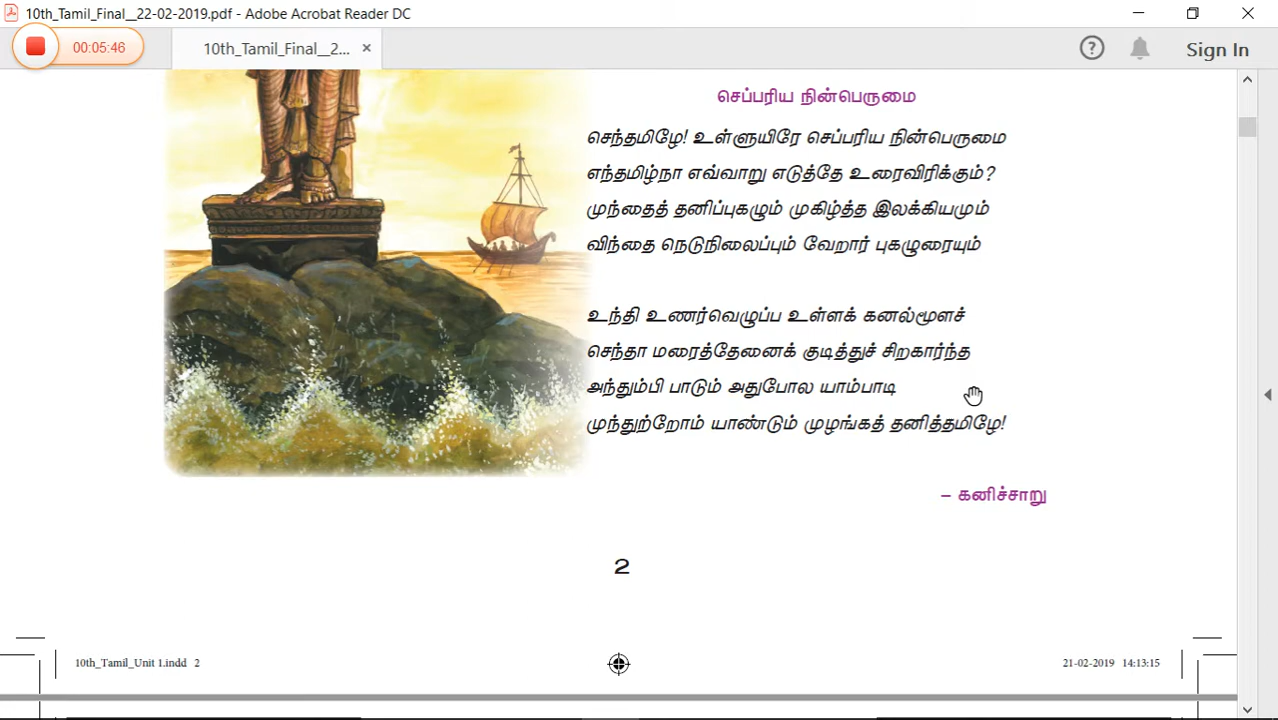 10th_Tamil_Final__22-02-2019.pdf - Adobe Acrobat Reader DC
00:05:46
10th_Tamil_Final__2...
Sign In
செப்பரிய நின்பெருமை
செந்தமிழே! உள்ளுயிரே செப்பரிய நின்பெருமை
எந்தமிழ்நா எவ்வாறு எடுத்தே உரைவிரிக்கும்?
முந்தைத் தனிப்புகழும் முகிழ்த்த இலக்கியமும்
விந்தை நெடுநிலைப்பும் வேறார் புகழுரையும்
உந்தி உணர்வெழுப்ப உள்ளக் கனல்மூளச்
செந்தா மரைத்தேனைக் குடித்துச் சிறகார்ந்த
அந்தும்பி பாடும் அதுபோல யாம்பாடி
முந்துற்றோம் யாண்டும் முழங்கத் தனித்தமிழே!
– கனிச்சாறு
2
10th_Tamil_Unit 1.indd 2
21-02-2019 14:13:15